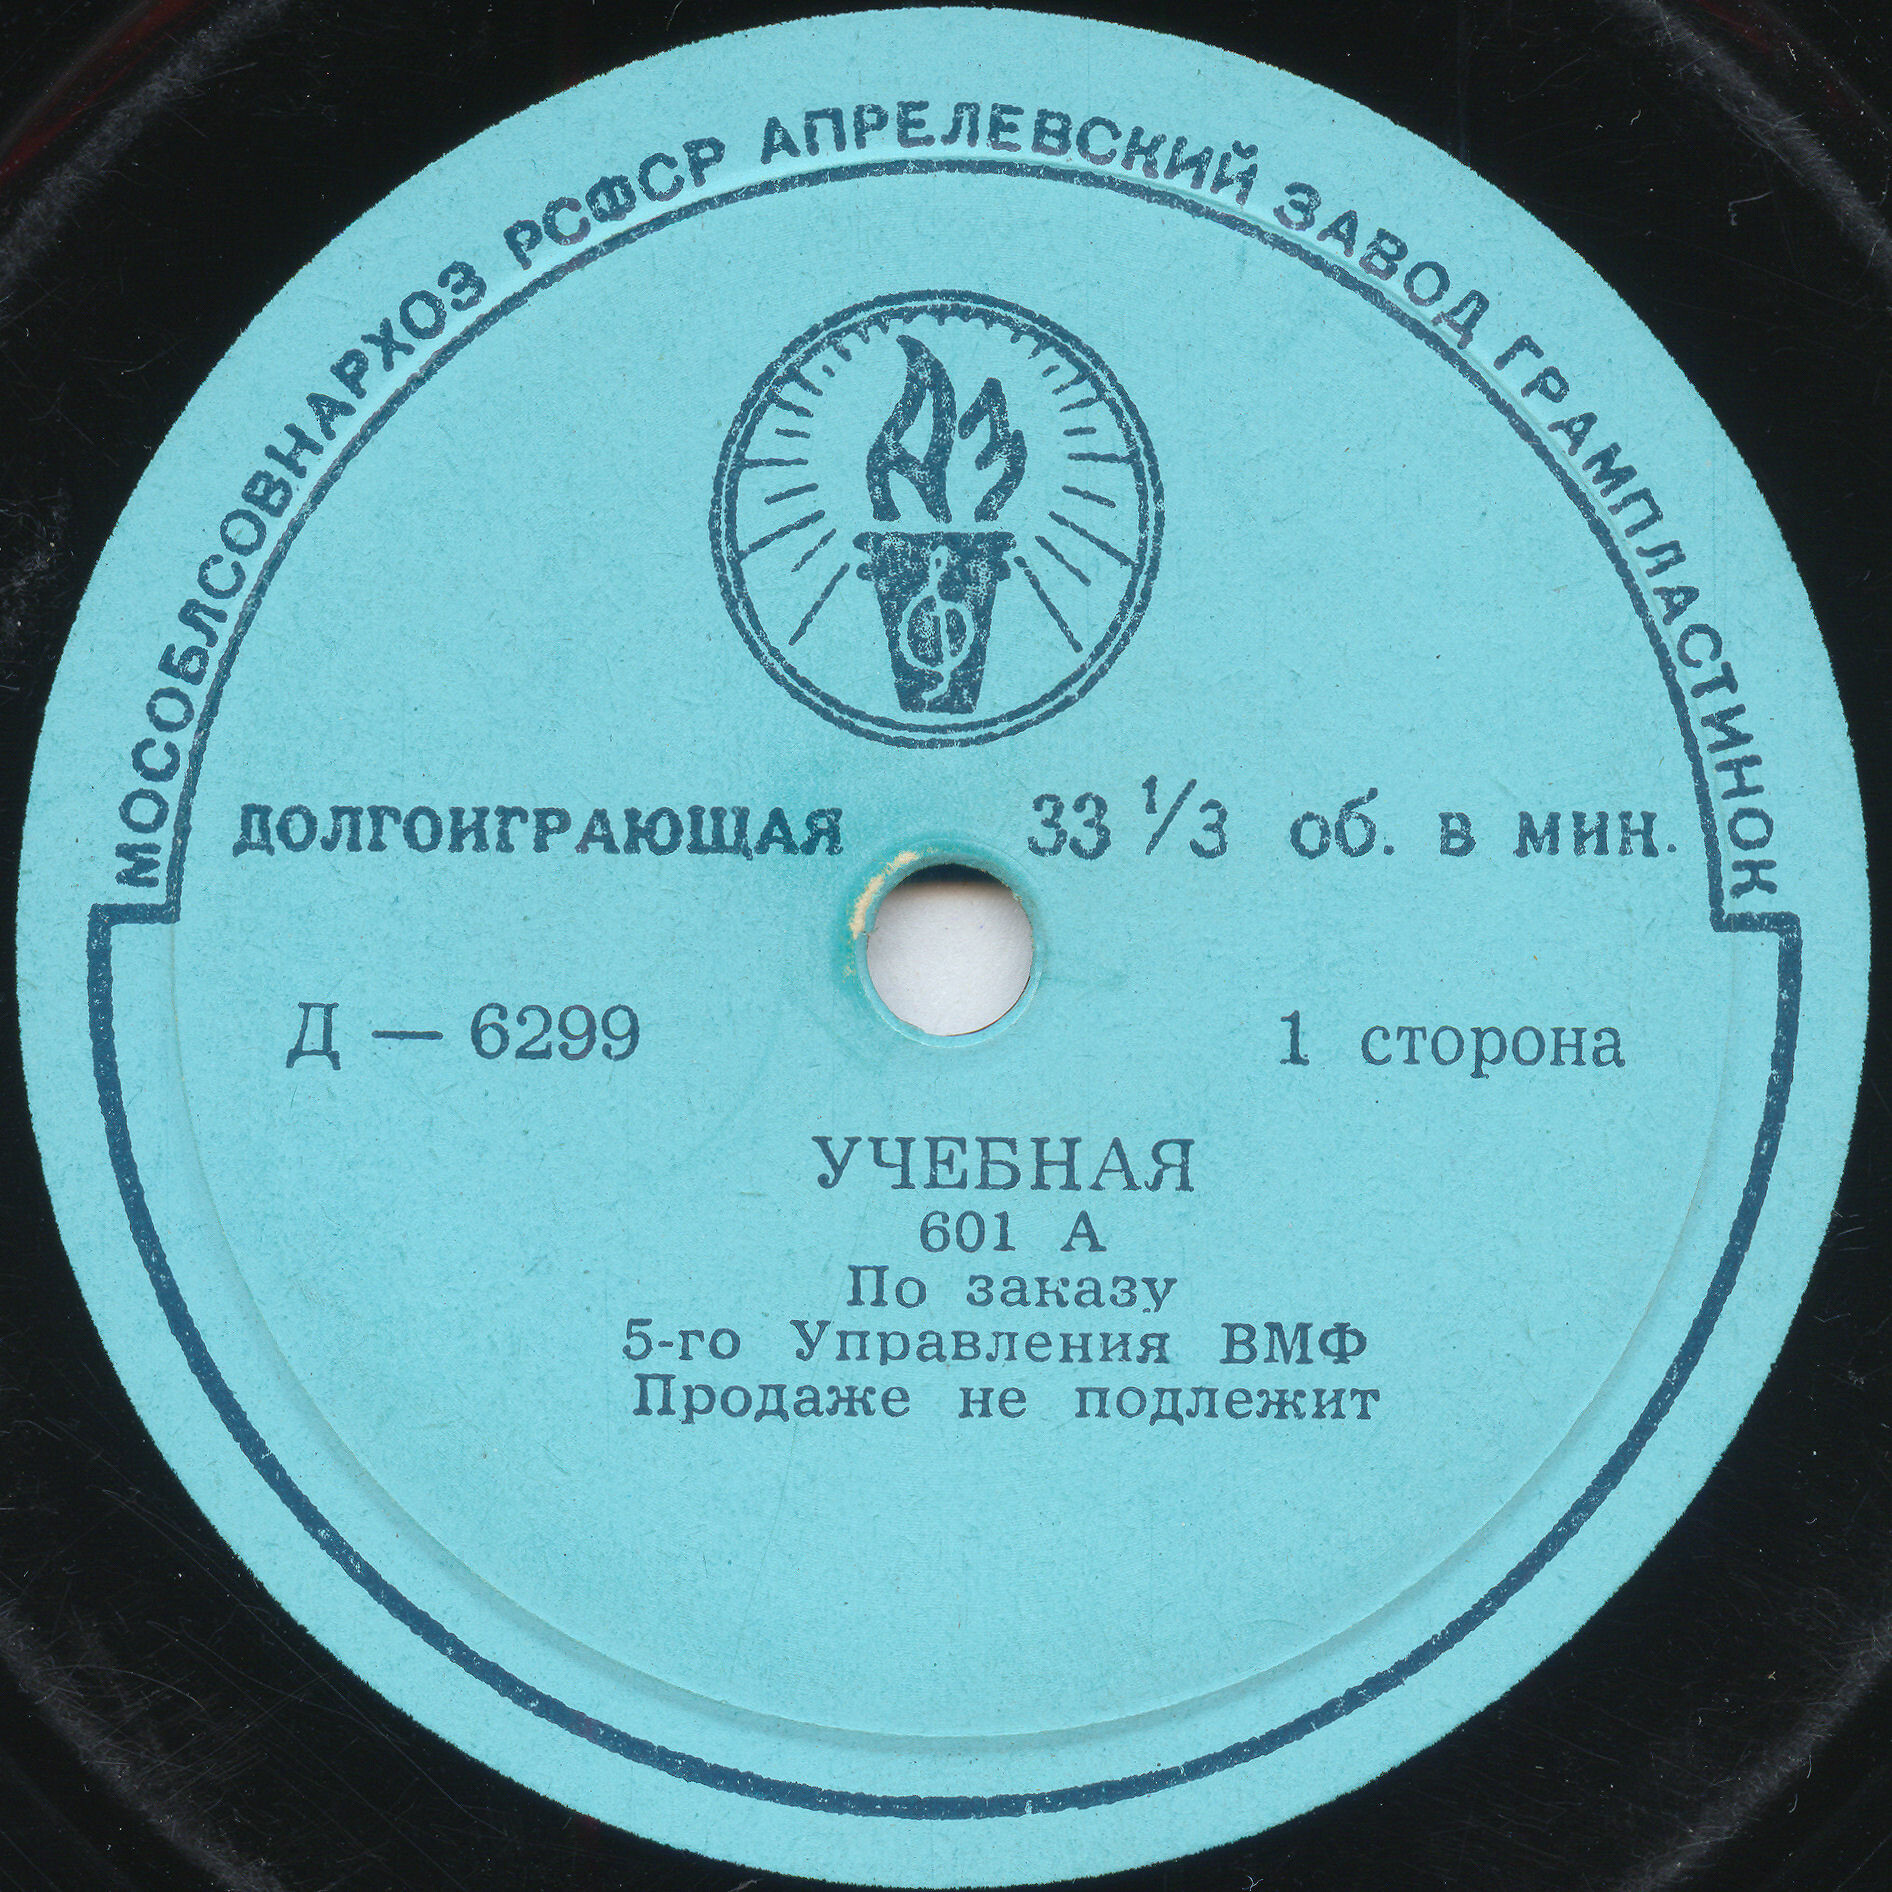 МОСОБЛСОВНАРХОЗ РСФСР АПРЕЛЕВСКИЙ ЗАВОД ГРАМПЛАСТИНОК
АЗ
ДОЛГОИГРАЮЩАЯ 33 1/3 об. в мин.
Д — 6299 1 сторона
УЧЕБНАЯ
601 А
По заказу
5-го Управления ВМФ
Продаже не подлежит